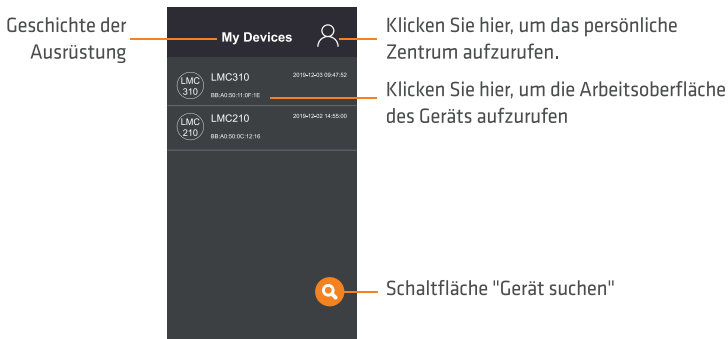 Geschichte der
Ausrüstung
My Devices
Klicken Sie hier, um das persönliche
Zentrum aufzurufen.
LMC
310
LMC310
2019-12-03 09:47:52
BB:A0:50:11:0F:1E
Klicken Sie hier, um die Arbeitsoberfläche
des Geräts aufzurufen
LMC
210
LMC210
2019-12-02 14:55:00
BB:A0:50:0C:12:16
Schaltfläche "Gerät suchen"